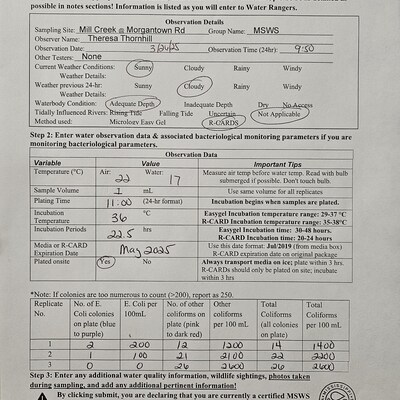 possible in notes sections! Information is listed as you will enter to Water Rangers.
Observation Details
Sampling Site: Mill Creek @ Morgantown Rd Group Name: MSWS
Observer Name: Theresa Thornhill
Observation Date: 3/24/25 Observation Time (24hr): 9:50
Other Testers: None
Current Weather Conditions: Sunny Cloudy Rainy Windy
Weather Details:
Weather previous 24-hr: Sunny Cloudy Rainy Windy
Weather Details:
Waterbody Condition: Adequate Depth Inadequate Depth Dry No Access
Tidally Influenced Rivers: Rising Tide Falling Tide Uncertain Not Applicable
Method used: Micrology Easy Gel R-CARDS
Step 2: Enter water observation data & associated bacteriological monitoring parameters if you are
monitoring bacteriological parameters.
Observation Data
Variable Value Important Tips
Temperature (°C) Air: 22 Water: 17 Measure air temp before water temp. Read with bulb
submerged if possible. Don't touch bulb.
Sample Volume 1 mL Use same volume for all replicates
Plating Time 11:00 (24-hr format) Incubation begins when samples are plated.
Incubation Temperature 36 °C Easygel Incubation temperature range: 29-37 °C
R-CARD Incubation temperature range: 35-38°C
Incubation Periods 22.5 hrs Easygel Incubation time: 30-48 hours.
R-CARD Incubation time: 20-24 hours
Media or R-CARD Expiration Date May 2025 Use this date format: Jul/2019 (from media box)
R-CARD expiration date on original package
Plated onsite Yes No Always transport media on ice; plate within 3 hrs.
R-CARDs should only be plated on site; incubate
within 3 hrs
*Note: If colonies are too numerous to count (>200), report as 250.
Replicate No. No. of E. Coli colonies on plate (blue to purple) E. Coli per 100mL No. of other coliforms on plate (pink to dark red) Other coliforms per 100 mL Total Coliforms (all colonies on plate) Total Coliforms per 100 mL
1 2 200 12 1200 14 1400
2 1 100 21 2100 22 2200
3 0 0 26 2600 26 2600
Step 3: Enter any additional water quality information, wildlife sightings, photos taken
during sampling, and add any additional pertinent information!
By clicking submit, you are declaring that you are currently a certified MSWS